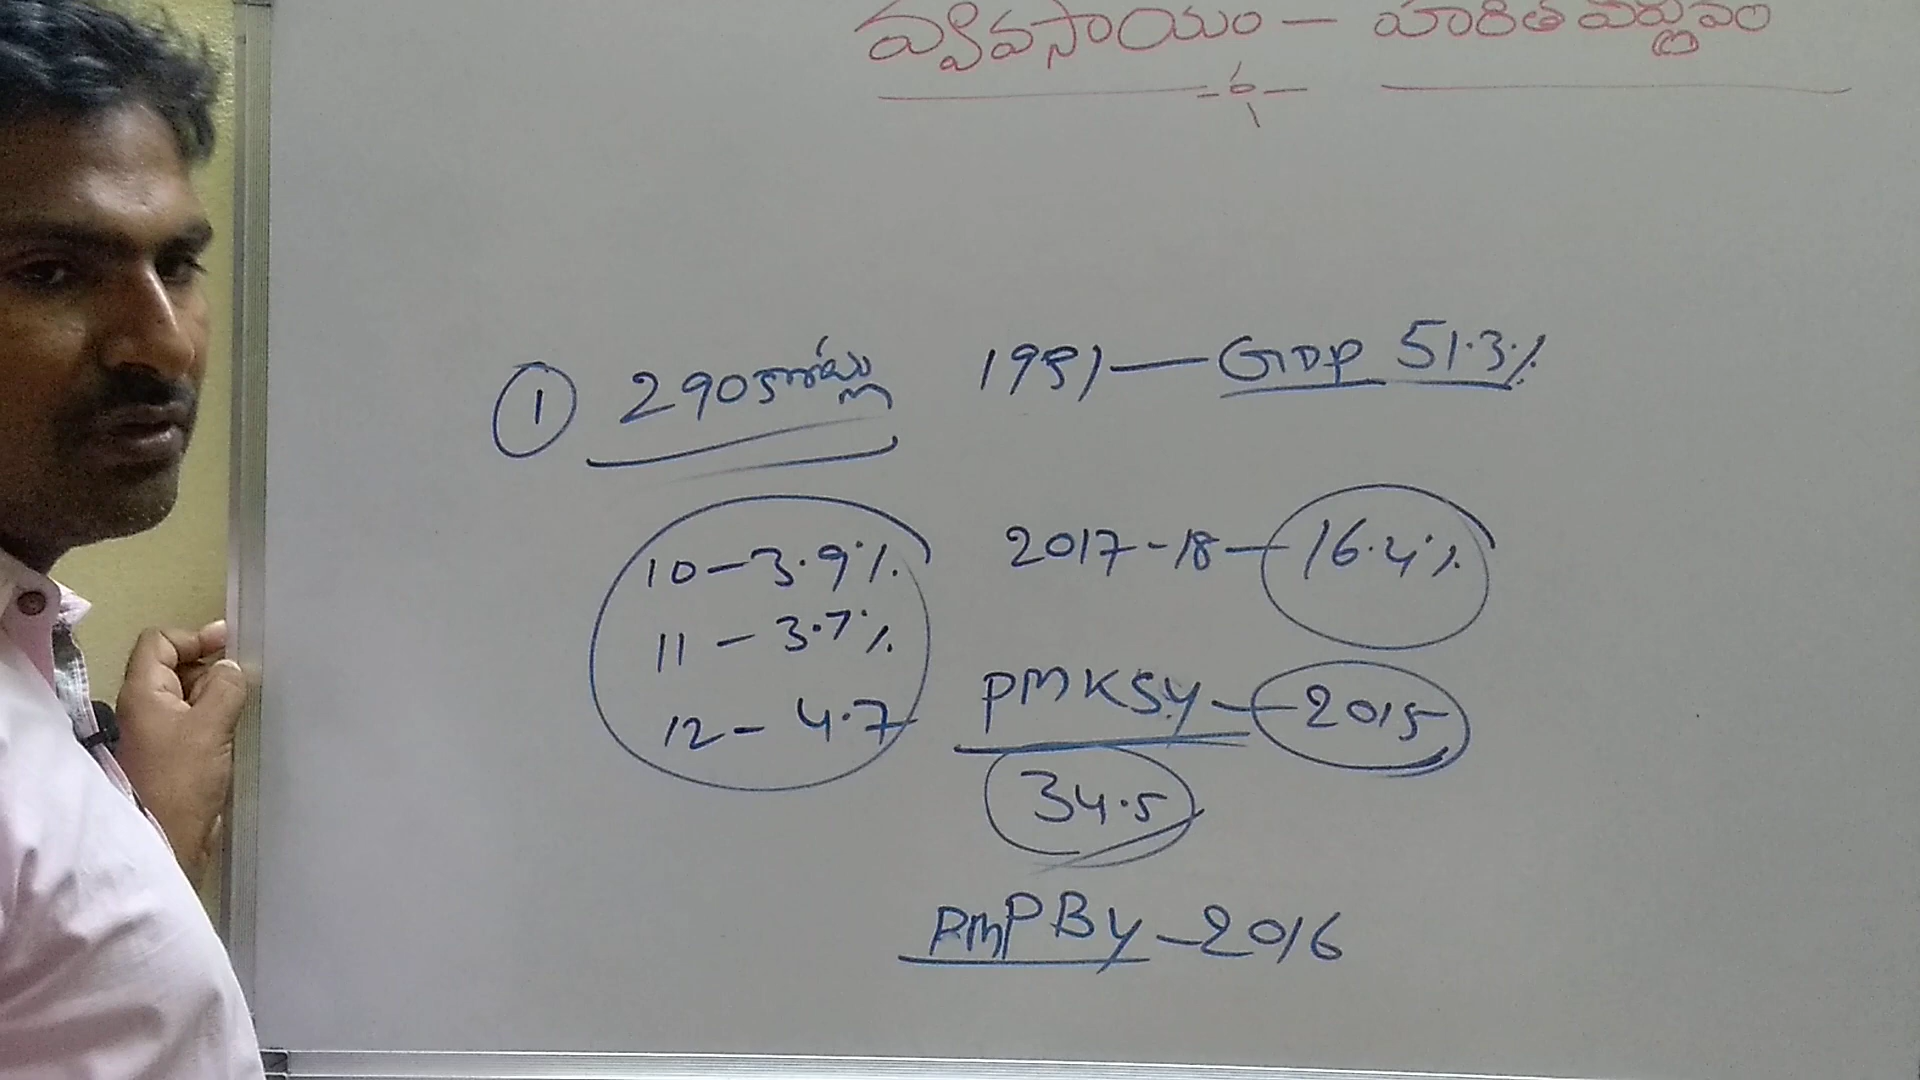 వ్యవసాయం - హరిత విప్లవం
① 290 కోట్లు 1951 — GDP 51.3%
10 - 3.9%. 2017-18 - 16.4%.
11 - 3.7%.
12 - 4.7 PMKSY - 2015
34.5
PMPBY - 2016